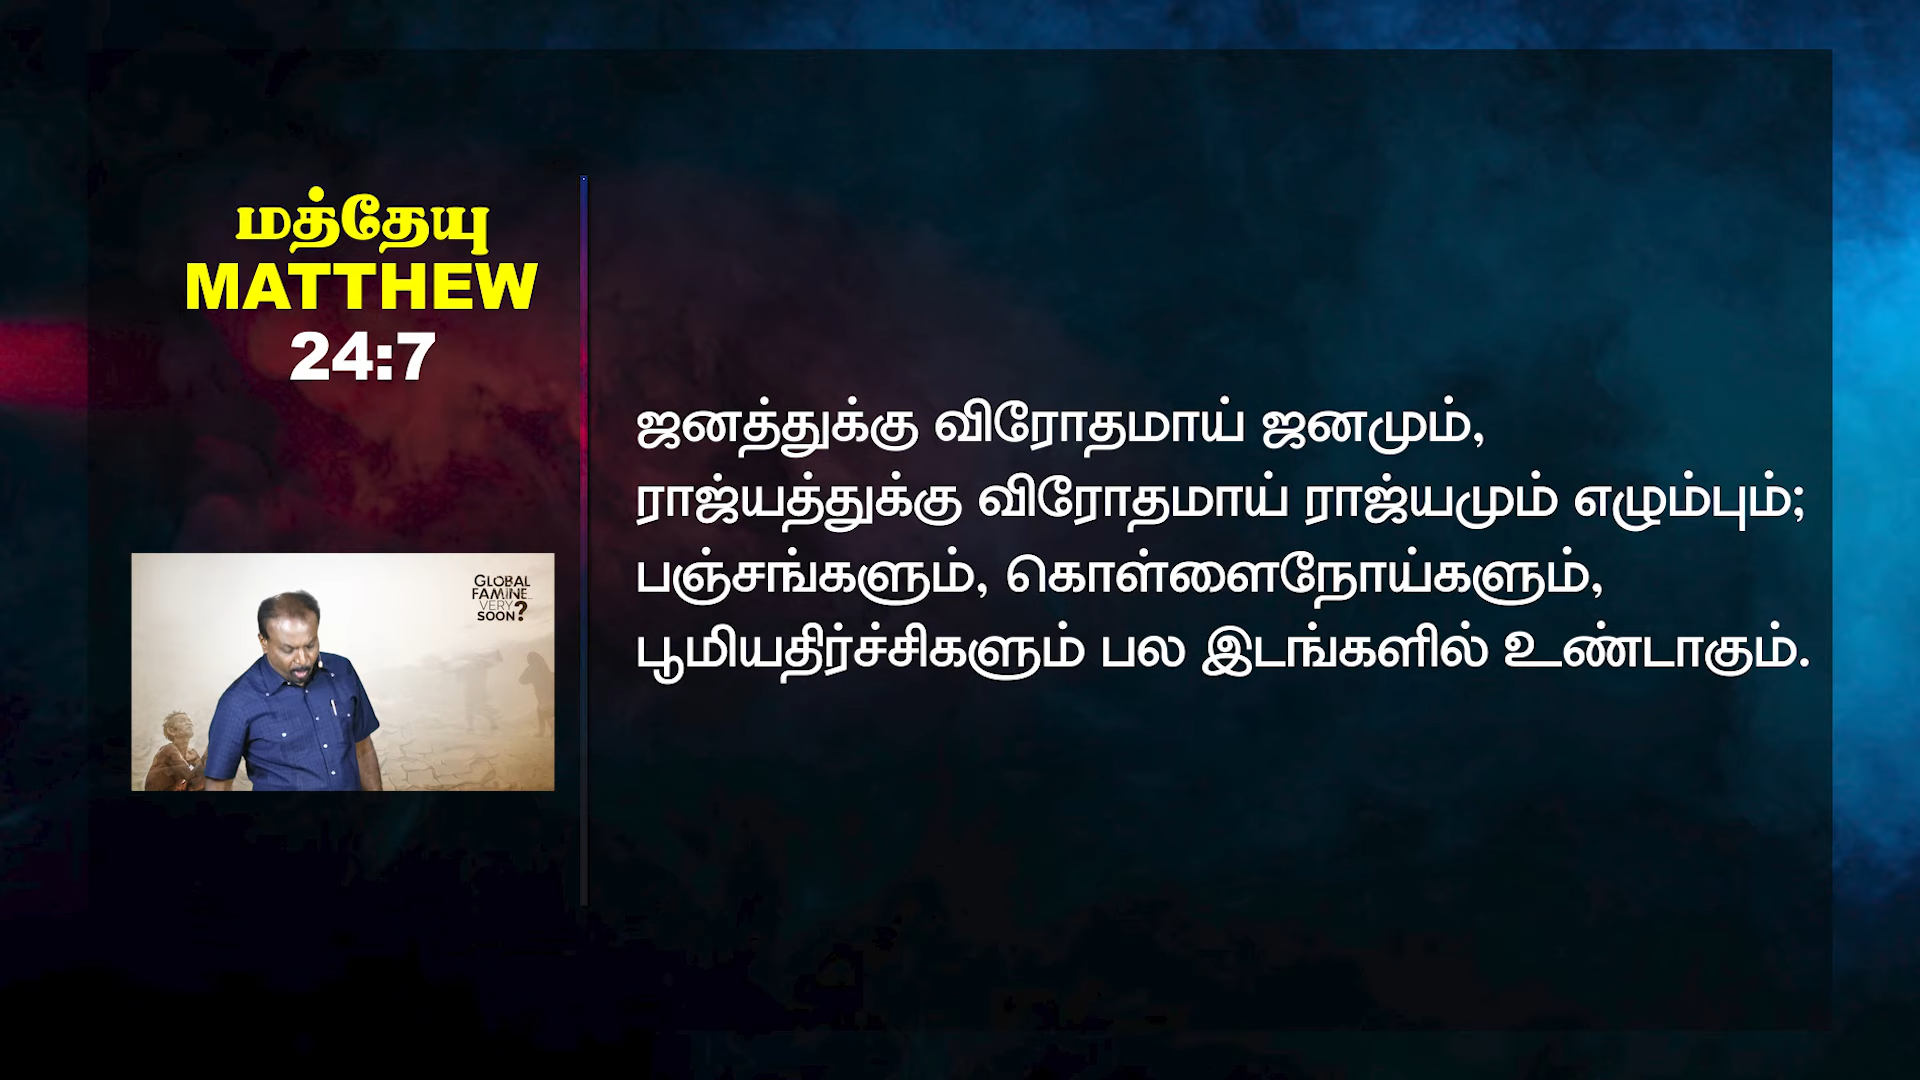 மத்தேயு
MATTHEW
24:7
ஜனத்துக்கு விரோதமாய் ஜனமும்,
ராஜ்யத்துக்கு விரோதமாய் ராஜ்யமும் எழும்பும்;
பஞ்சங்களும், கொள்ளைநோய்களும்,
பூமியதிர்ச்சிகளும் பல இடங்களில் உண்டாகும்.
GLOBAL
FAMINE
VERY
SOON?